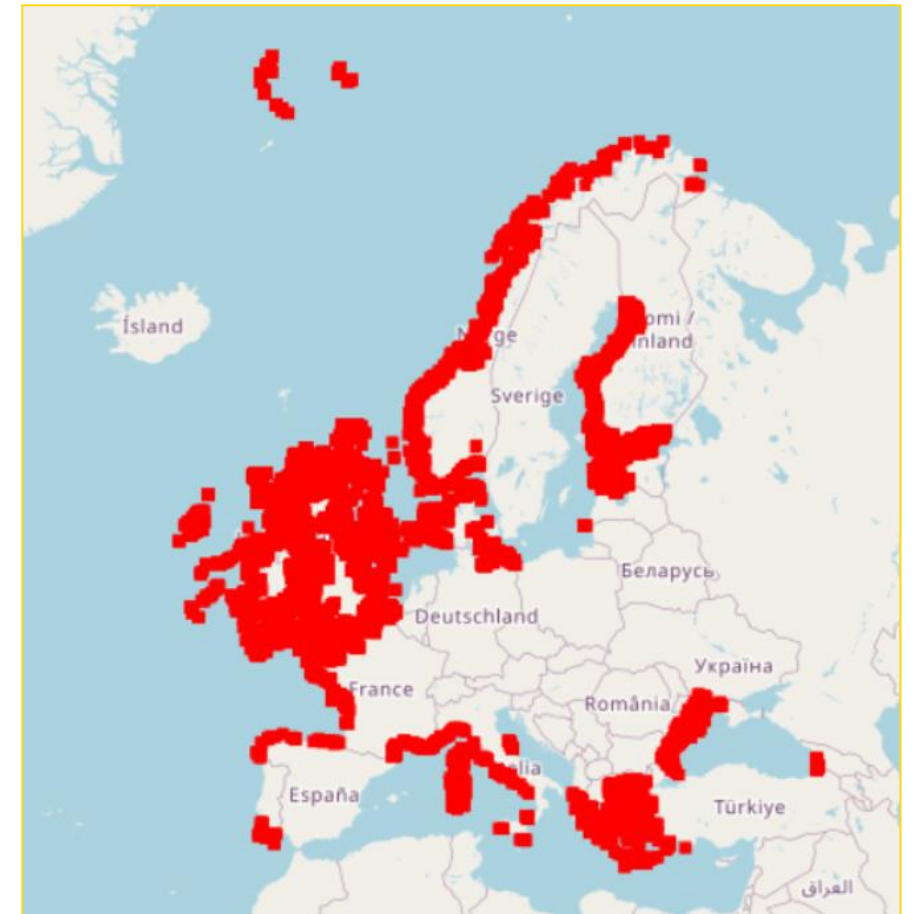 Ísland
Sverige
Беларусь
Deutschland
Україна
France
România
España
Türkiye
العراق